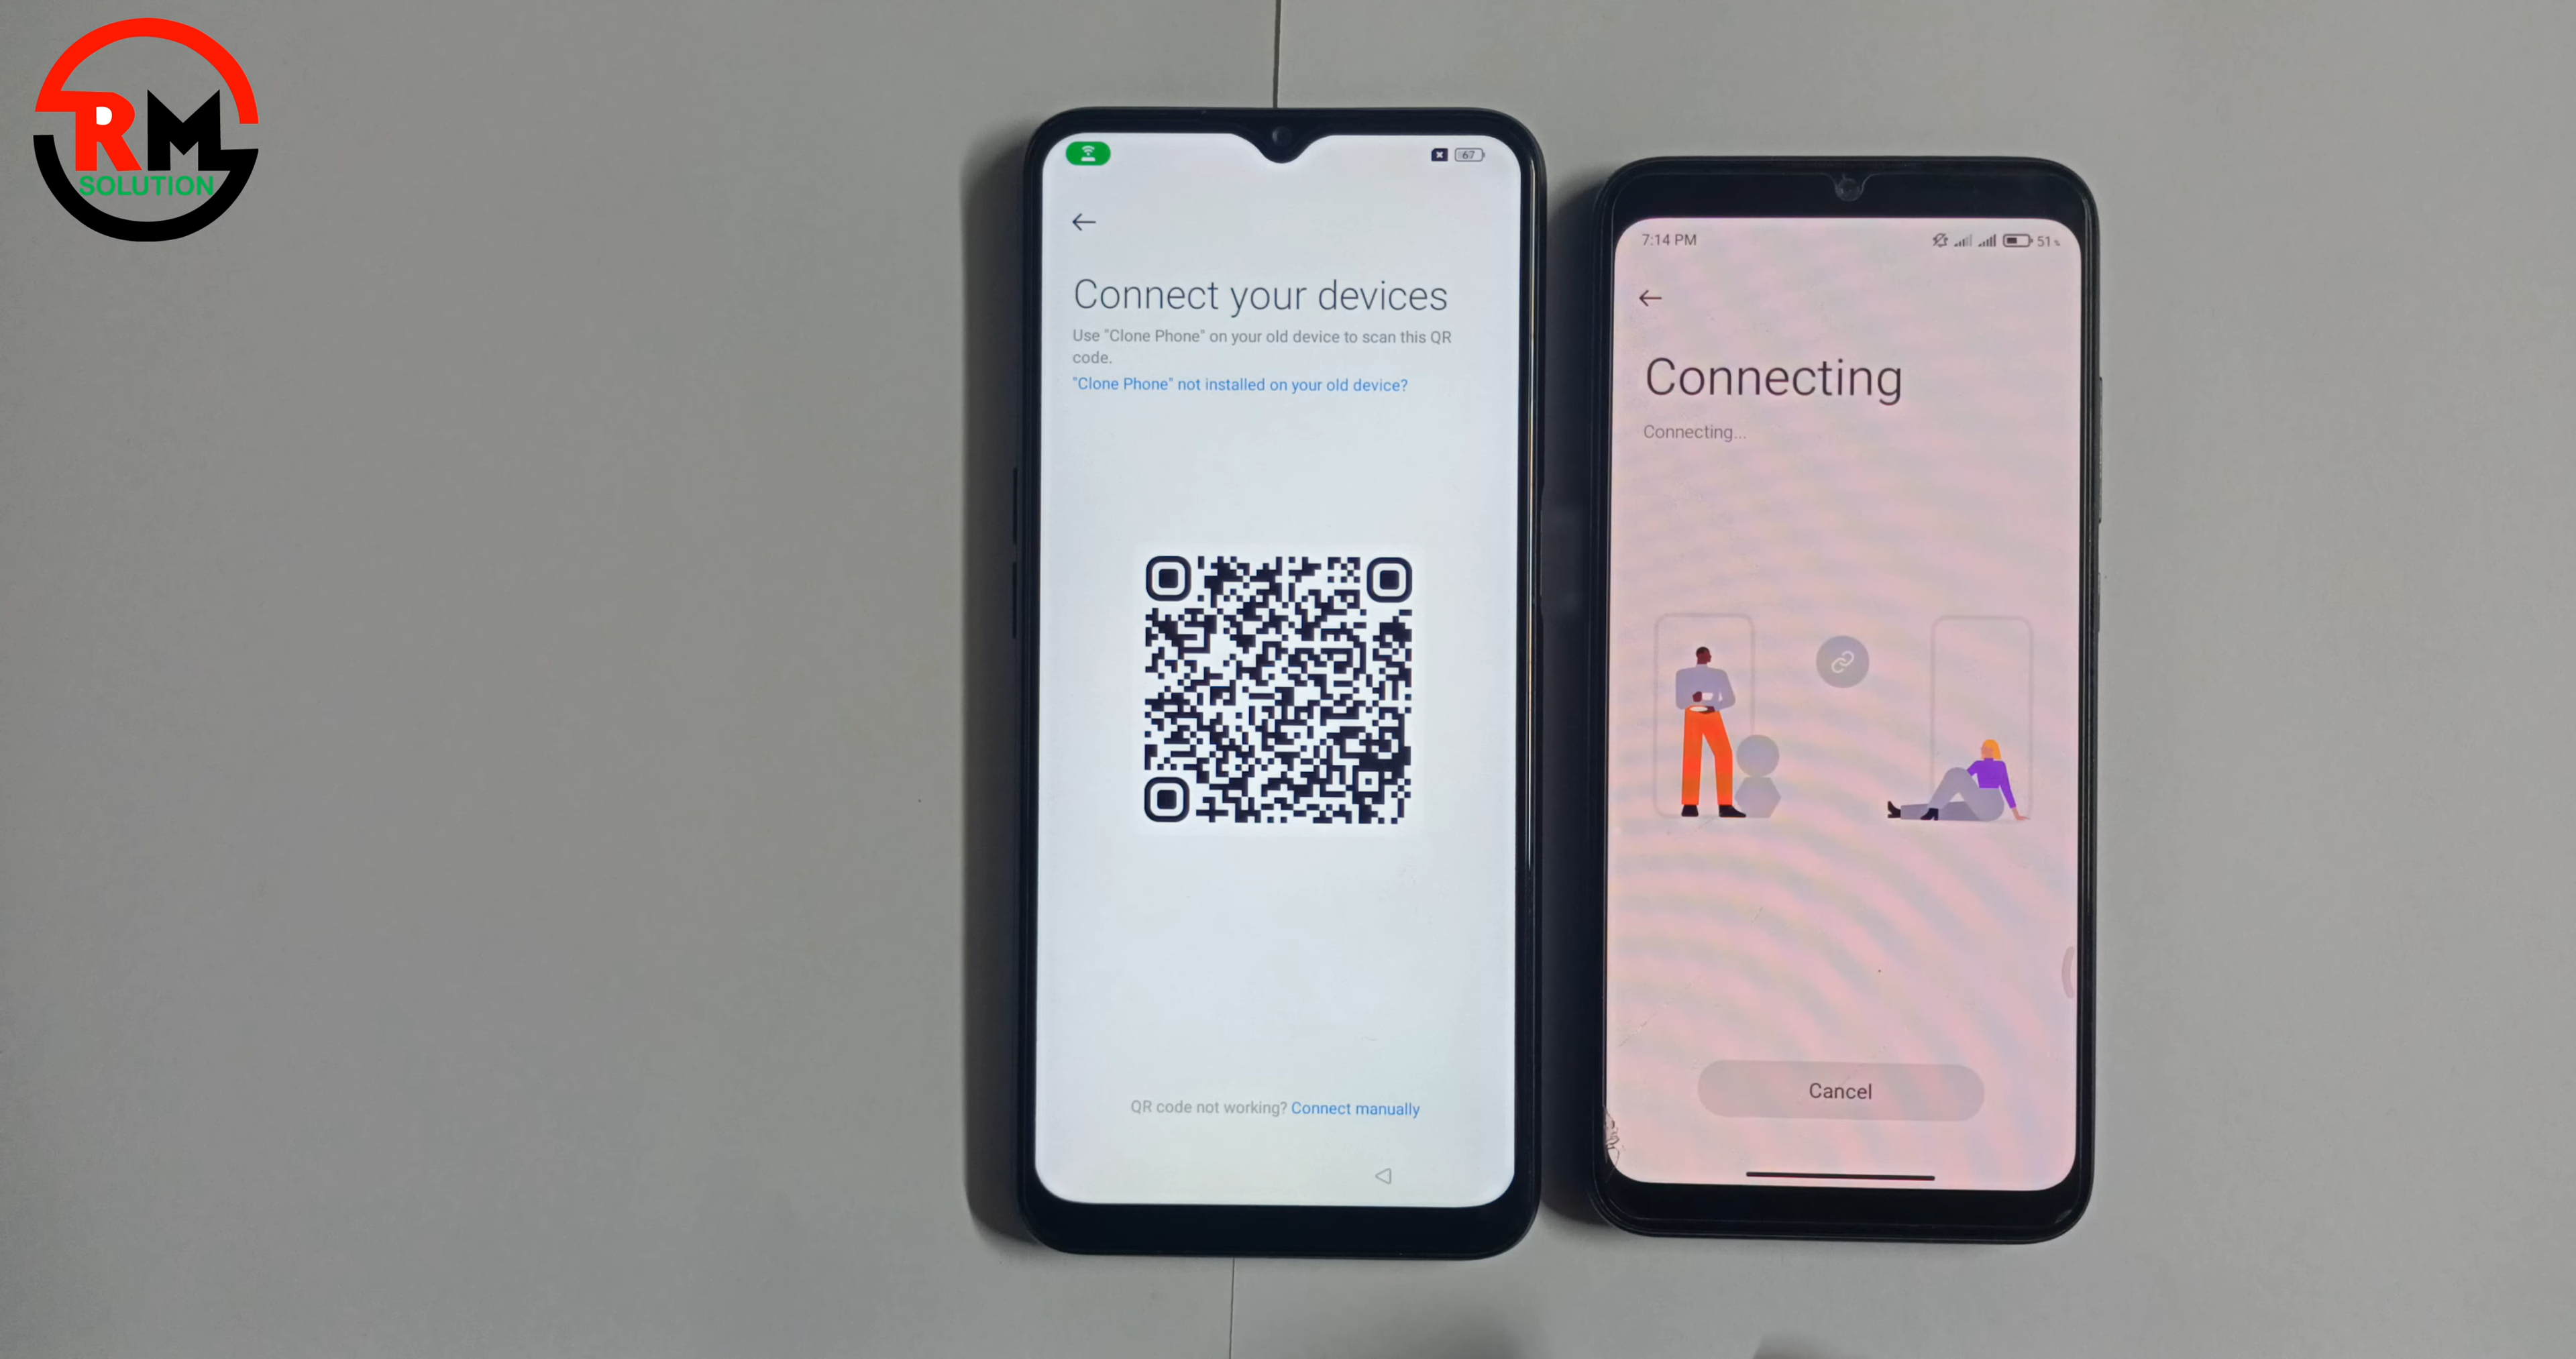 RM
SOLUTION
67
Connect your devices
Use "Clone Phone" on your old device to scan this QR
code.
"Clone Phone" not installed on your old device?
QR code not working? Connect manually
7:14 PM
51%
Connecting
Connecting...
Cancel